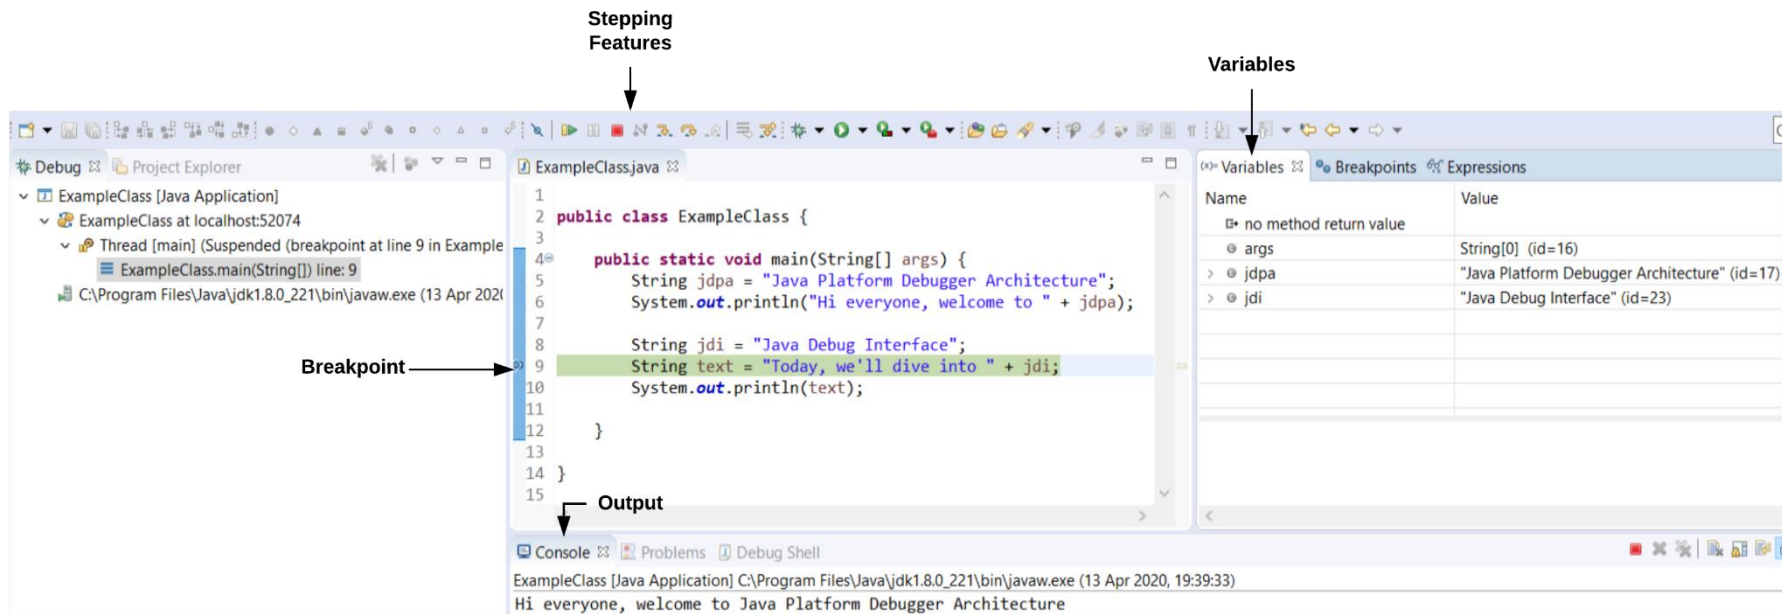 Stepping
Features
Variables
Debug
Project Explorer
ExampleClass [Java Application]
ExampleClass at localhost:52074
Thread [main] (Suspended (breakpoint at line 9 in Example
ExampleClass.main(String[]) line: 9
C:\Program Files\Java\jdk1.8.0_221\bin\javaw.exe (13 Apr 202
Breakpoint
ExampleClass.java
1
2 public class ExampleClass {
3
4 public static void main(String[] args) {
5 String jdpa = "Java Platform Debugger Architecture";
6 System.out.println("Hi everyone, welcome to " + jdpa);
7
8 String jdi = "Java Debug Interface";
9 String text = "Today, we'll dive into " + jdi;
10 System.out.println(text);
11
12 }
13
14 }
15
Output
(x)= Variables
Breakpoints
Expressions
Name Value
no method return value
args String[0] (id=16)
jdpa "Java Platform Debugger Architecture" (id=17)
jdi "Java Debug Interface" (id=23)
Console
Problems
Debug Shell
ExampleClass [Java Application] C:\Program Files\Java\jdk1.8.0_221\bin\javaw.exe (13 Apr 2020, 19:39:33)
Hi everyone, welcome to Java Platform Debugger Architecture